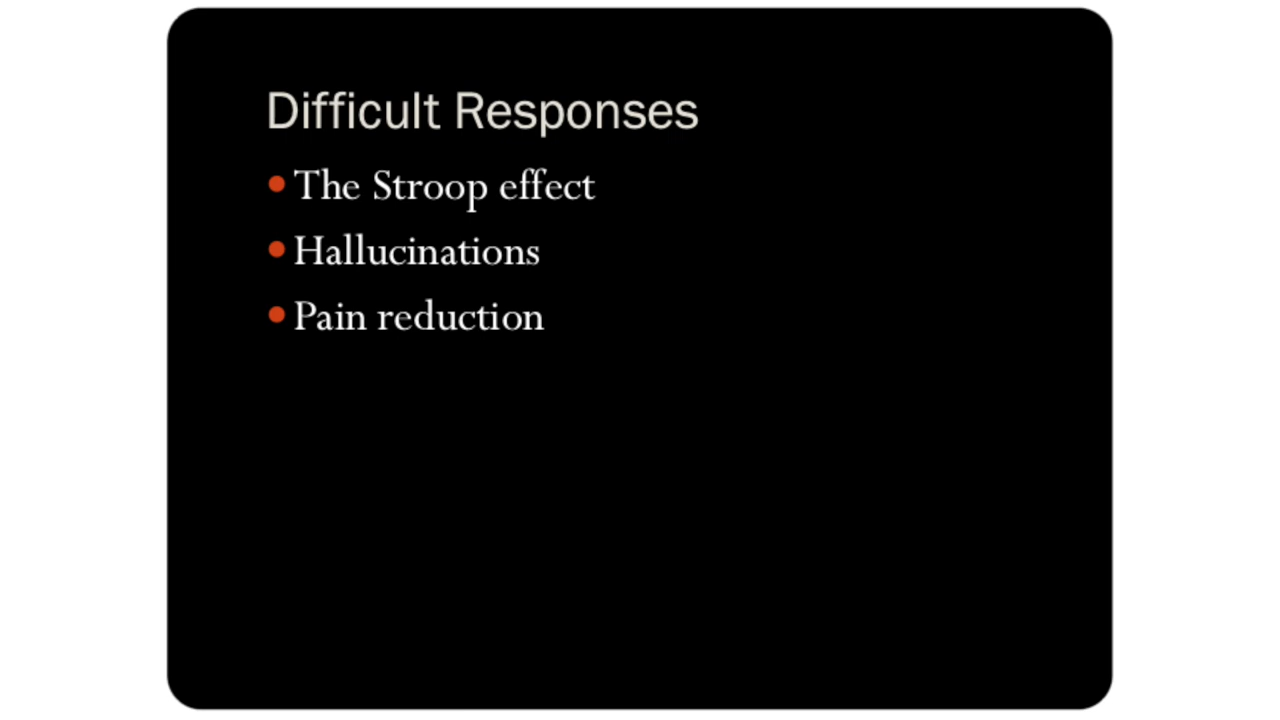 Difficult Responses
• The Stroop effect
• Hallucinations
• Pain reduction